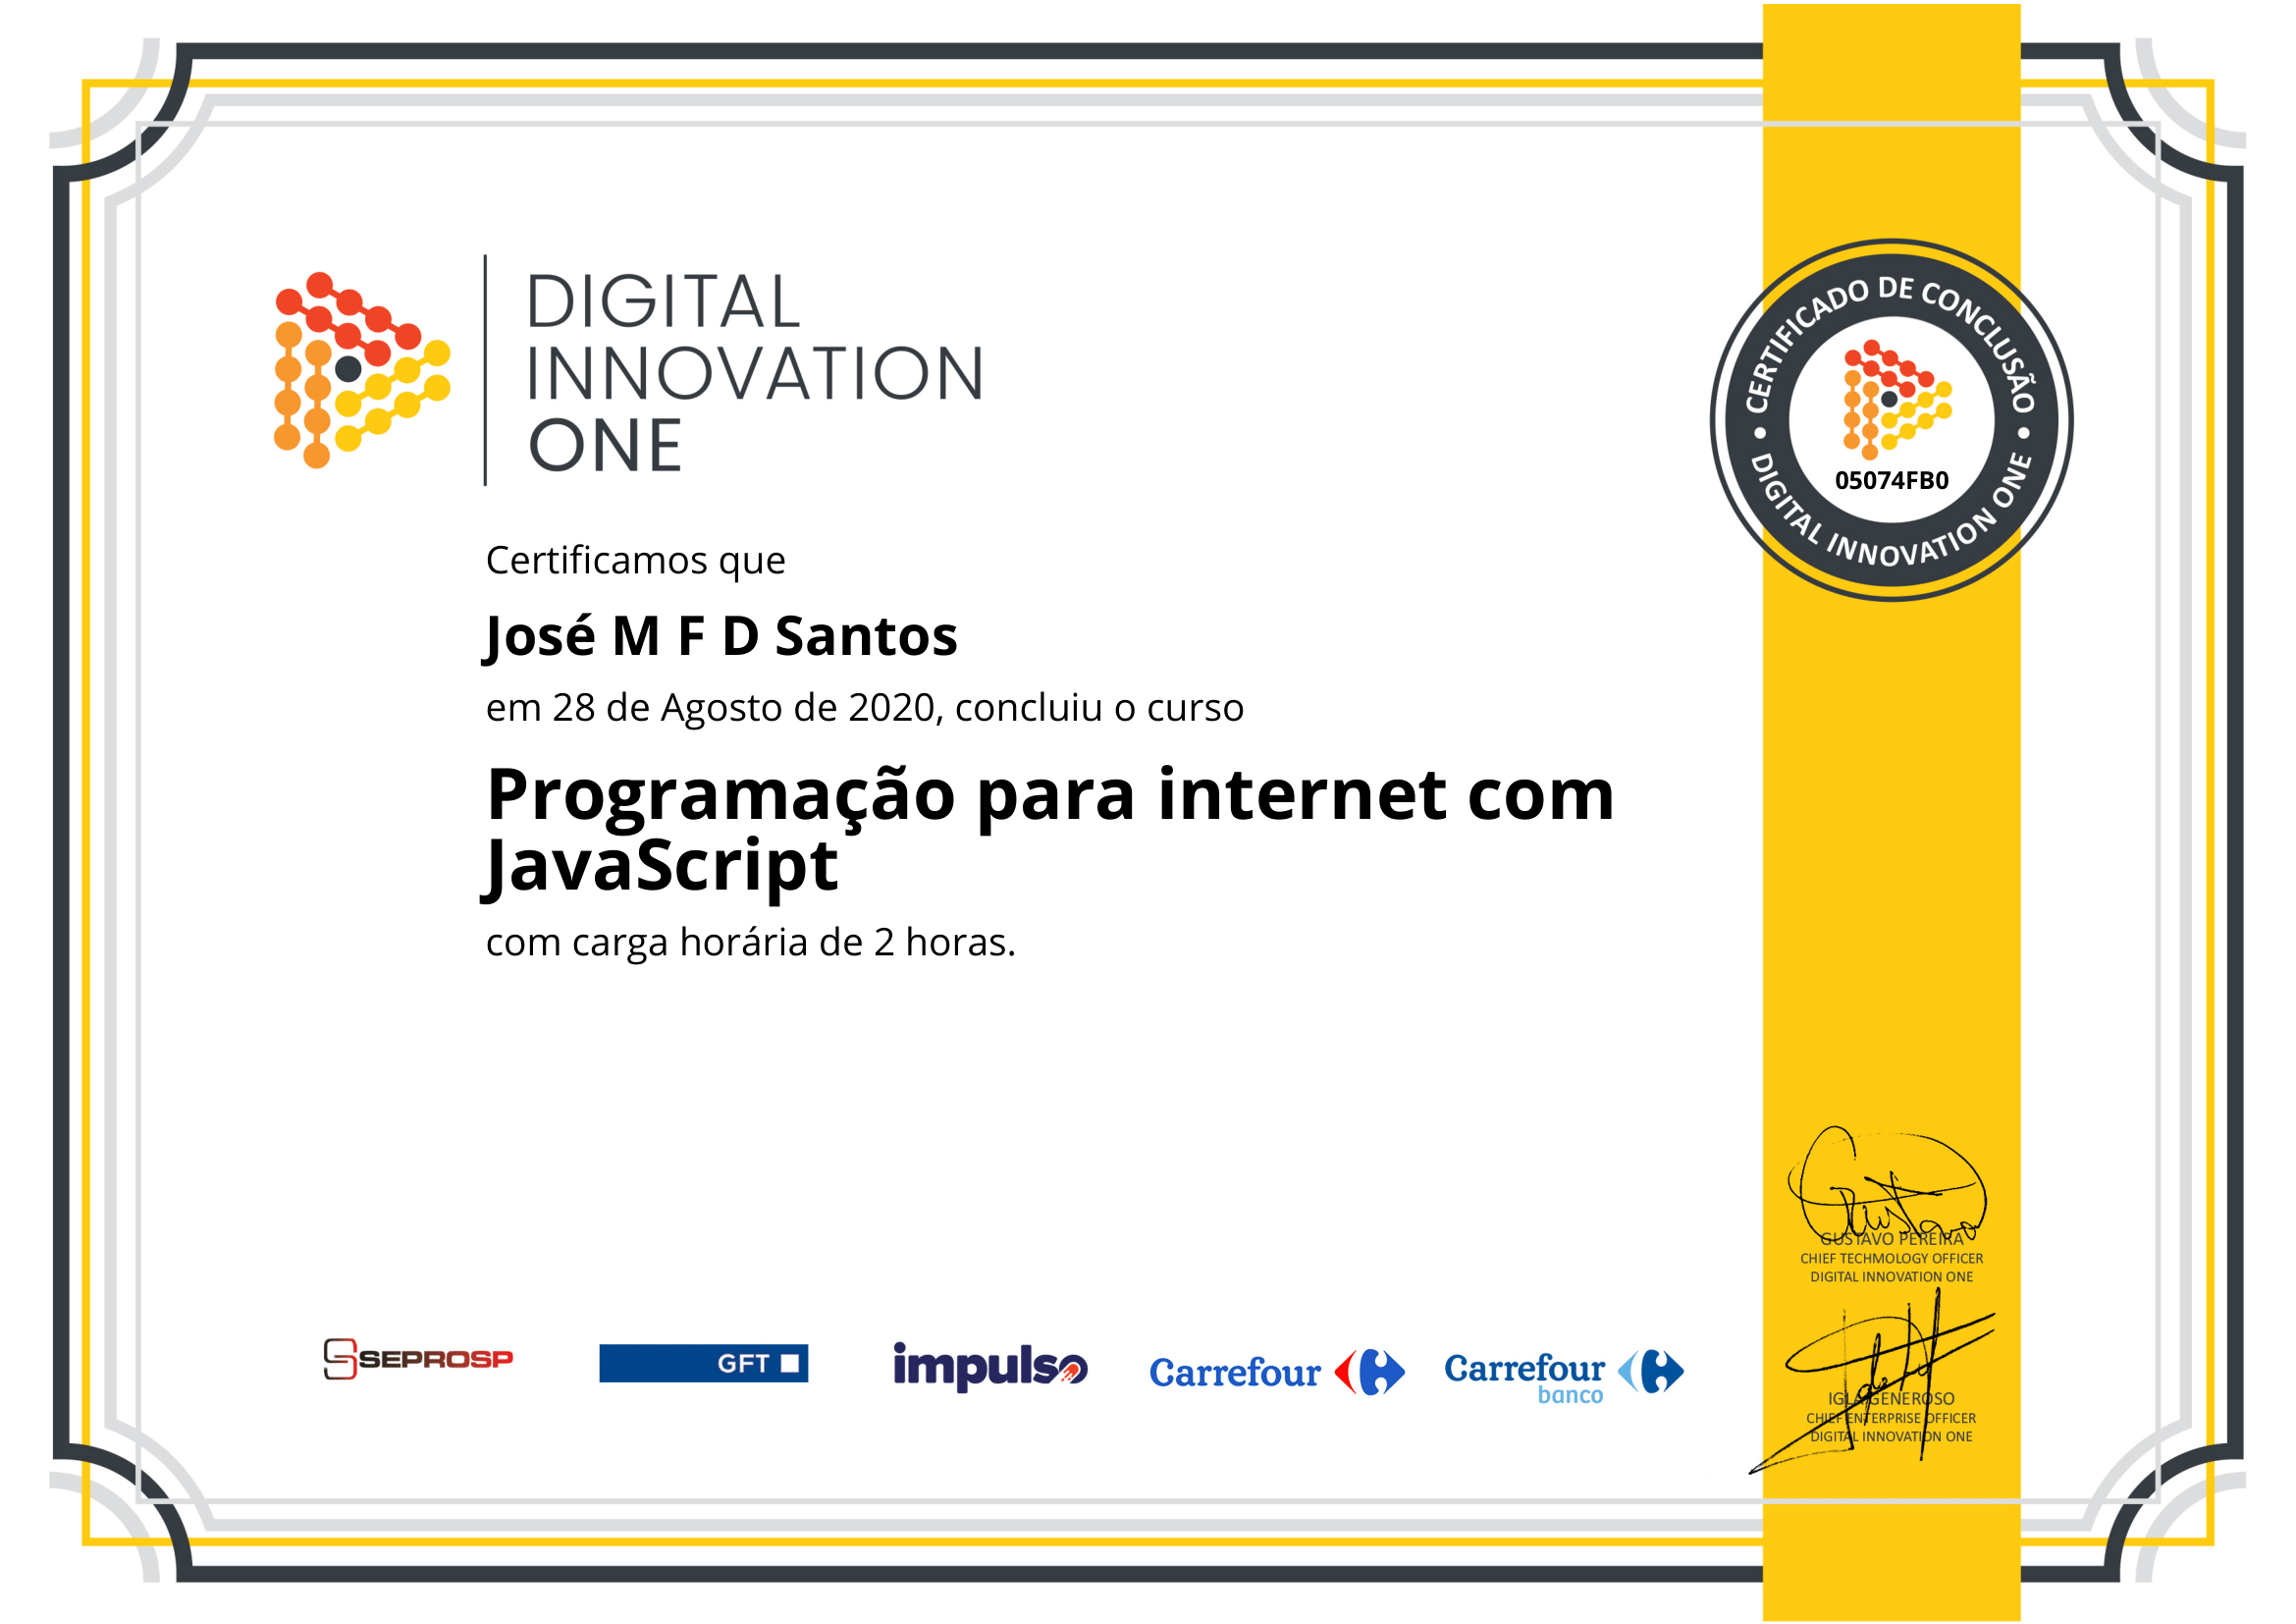 DIGITAL
INNOVATION
ONE
CERTIFICADO DE CONCLUSÃO
05074FB0
DIGITAL INNOVATION ONE
Certificamos que
José M F D Santos
em 28 de Agosto de 2020, concluiu o curso
Programação para internet com
JavaScript
com carga horária de 2 horas.
GUSTAVO PEREIRA
CHIEF TECHMOLOGY OFFICER
DIGITAL INNOVATION ONE
IGLA GENEROSO
CHIEF ENTERPRISE OFFICER
DIGITAL INNOVATION ONE
SEPROSP
GFT
impulso
Carrefour
Carrefour
banco